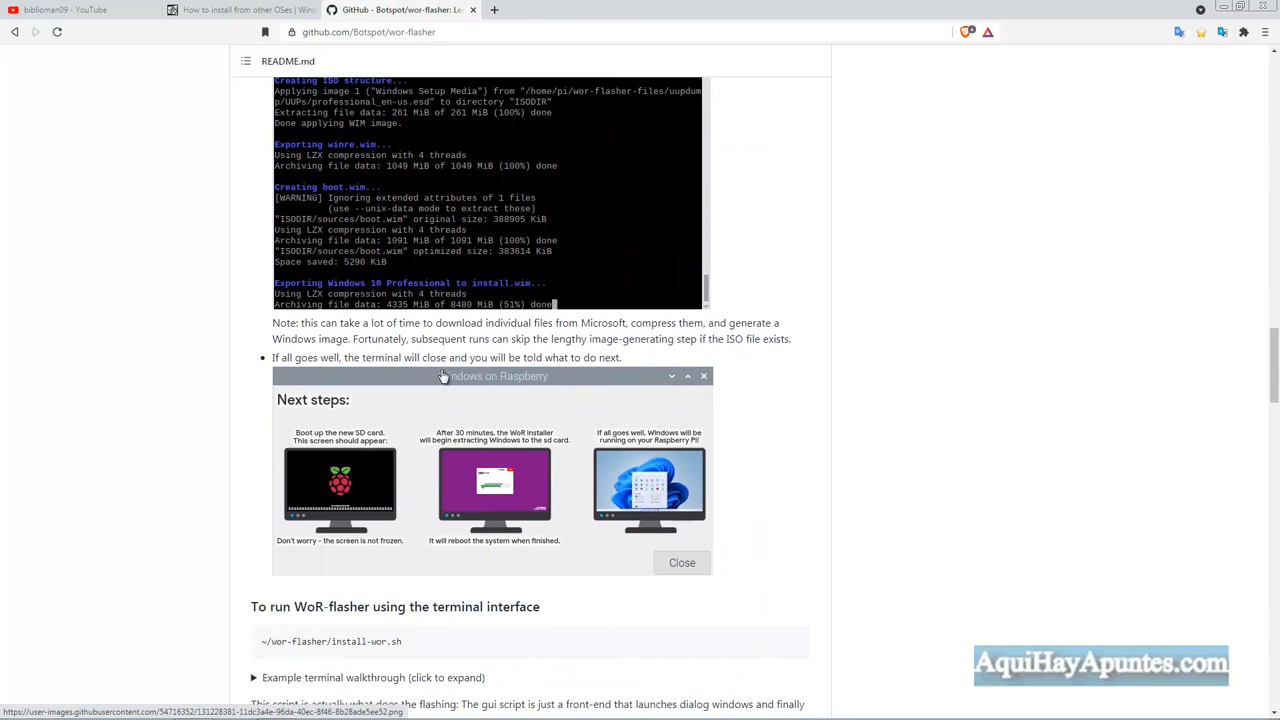 biblioman09 - YouTube
How to install from other OSes | Wind
GitHub - Botspot/wor-flasher: Le
github.com/Botspot/wor-flasher
README.md
Creating ISO structure...
Applying image 1 ("Windows Setup Media") from "/home/pi/wor-flasher-files/uupdum
p/UUPs/professional_en-us.esd" to directory "ISODIR"
Extracting file data: 261 MiB of 261 MiB (100%) done
Done applying WIM image.
Exporting winre.wim...
Using LZX compression with 4 threads
Archiving file data: 1049 MiB of 1049 MiB (100%) done
Creating boot.wim...
[WARNING] Ignoring extended attributes of 1 files
(use --unix-data mode to extract these)
"ISODIR/sources/boot.wim" original size: 388905 KiB
Using LZX compression with 4 threads
Archiving file data: 1091 MiB of 1091 MiB (100%) done
"ISODIR/sources/boot.wim" optimized size: 383614 KiB
Space saved: 5290 KiB
Exporting Windows 10 Professional to install.wim...
Using LZX compression with 4 threads
Archiving file data: 4335 MiB of 8480 MiB (51%) done
Note: this can take a lot of time to download individual files from Microsoft, compress them, and generate a
Windows image. Fortunately, subsequent runs can skip the lengthy image-generating step if the ISO file exists.
If all goes well, the terminal will close and you will be told what to do next.
ndows on Raspberry
Next steps:
Boot up the new SD card.
This screen should appear:
Don't worry - the screen is not frozen.
After 30 minutes, the WoR installer
will begin extracting Windows to the sd card.
It will reboot the system when finished.
If all goes well, Windows will be
running on your Raspberry Pi!
Close
To run WoR-flasher using the terminal interface
~/wor-flasher/install-wor.sh
Example terminal walkthrough (click to expand)
This script is actually what does the flashing: The gui script is just a front-end that launches dialog windows and finally
https://user-images.githubusercontent.com/54716352/131228381-11dc3a4e-96da-40ec-8f46-8b28ade5ee52.png
AquiHayApuntes.com